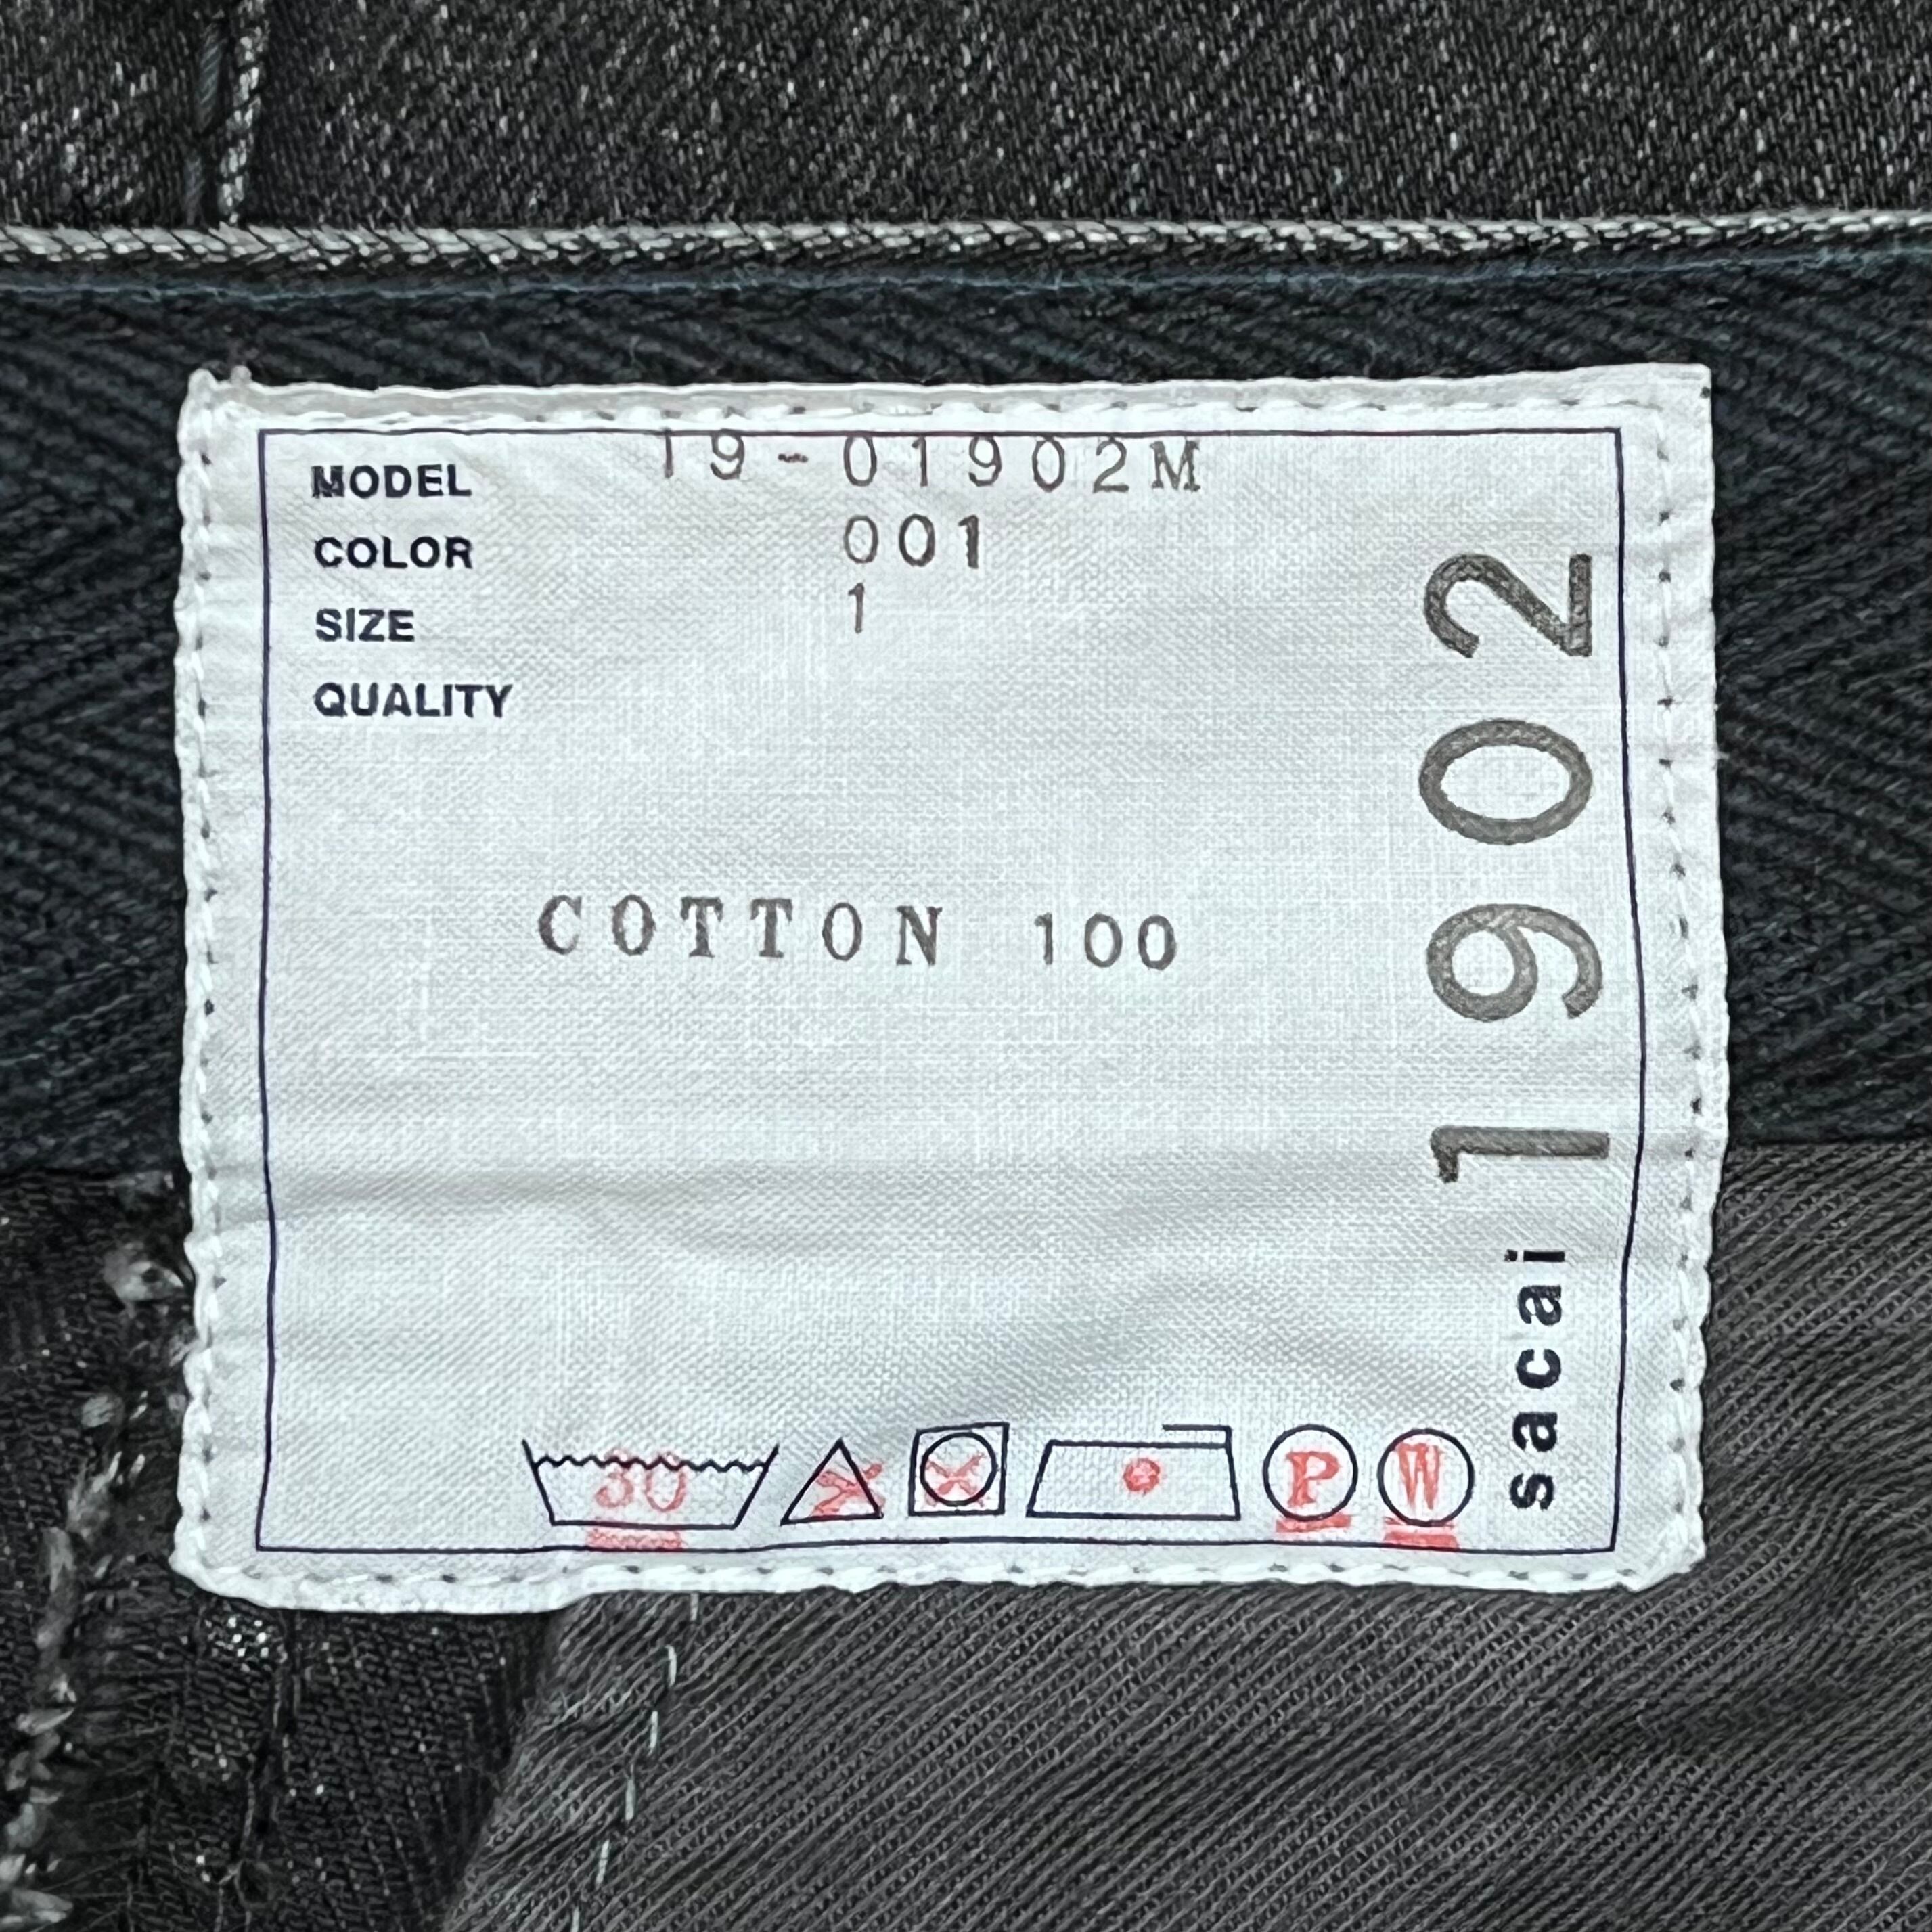 MODEL 19-01902M
COLOR 001
SIZE 1
QUALITY
COTTON 100
sacai 1902
30
P
W